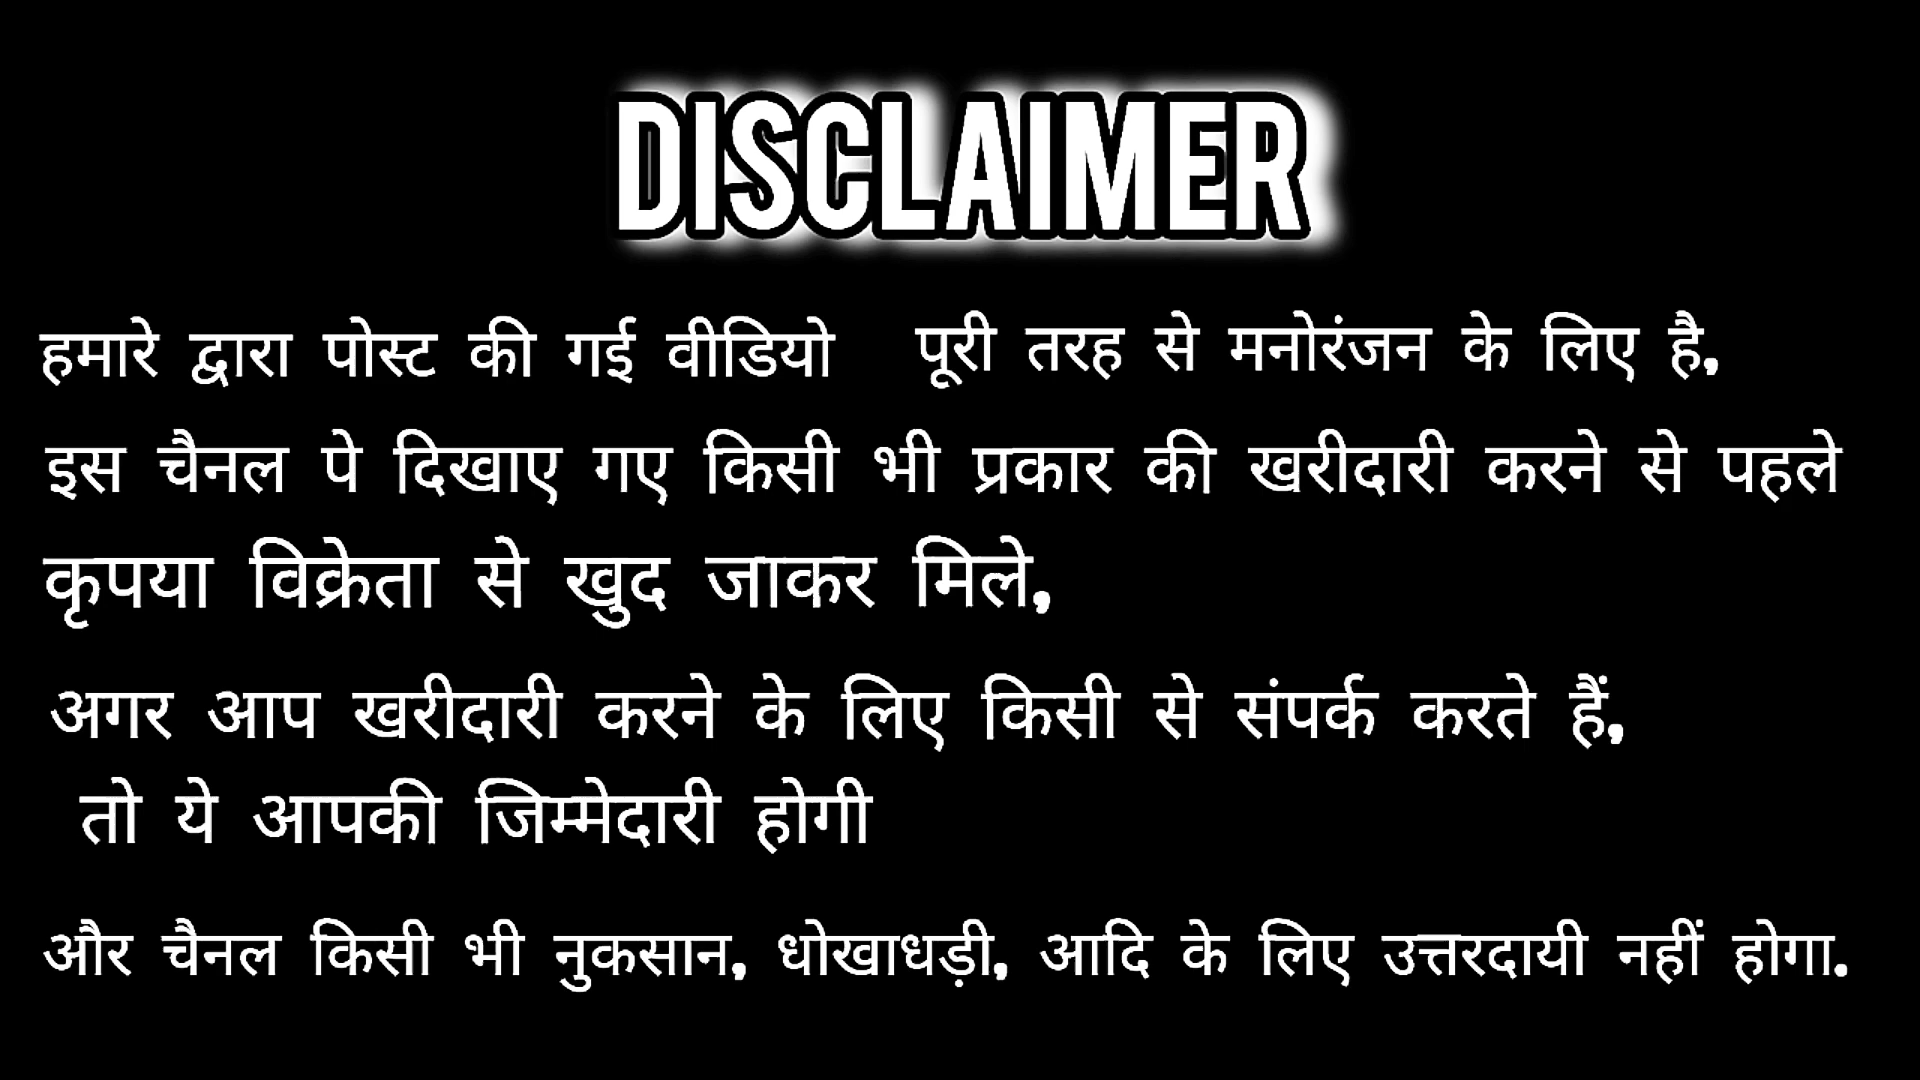 DISCLAIMER
हमारे द्वारा पोस्ट की गई वीडियो पूरी तरह से मनोरंजन के लिए है,
इस चैनल पे दिखाए गए किसी भी प्रकार की खरीदारी करने से पहले
कृपया विक्रेता से खुद जाकर मिले,
अगर आप खरीदारी करने के लिए किसी से संपर्क करते हैं,
तो ये आपकी जिम्मेदारी होगी
और चैनल किसी भी नुकसान, धोखाधड़ी, आदि के लिए उत्तरदायी नहीं होगा.